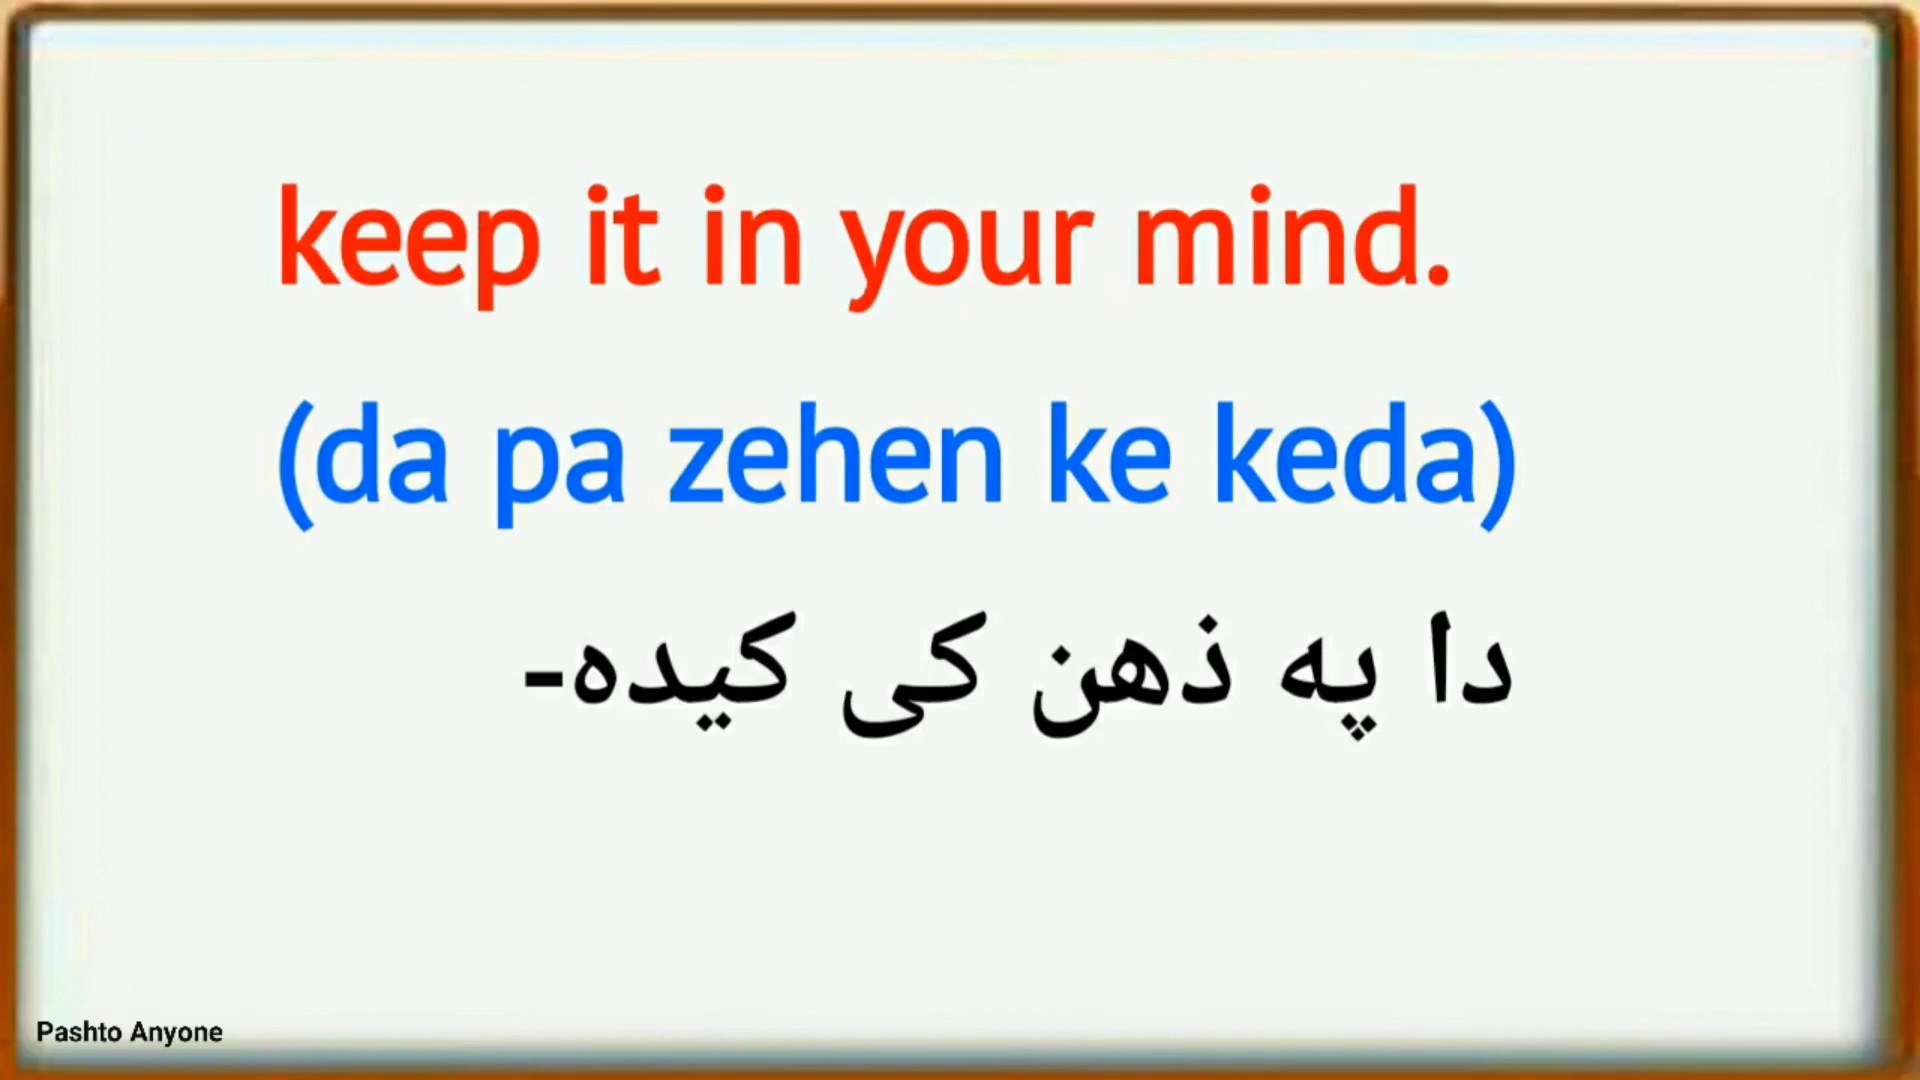 keep it in your mind.
(da pa zehen ke keda)
دا په ذهن کی کیده-
Pashto Anyone